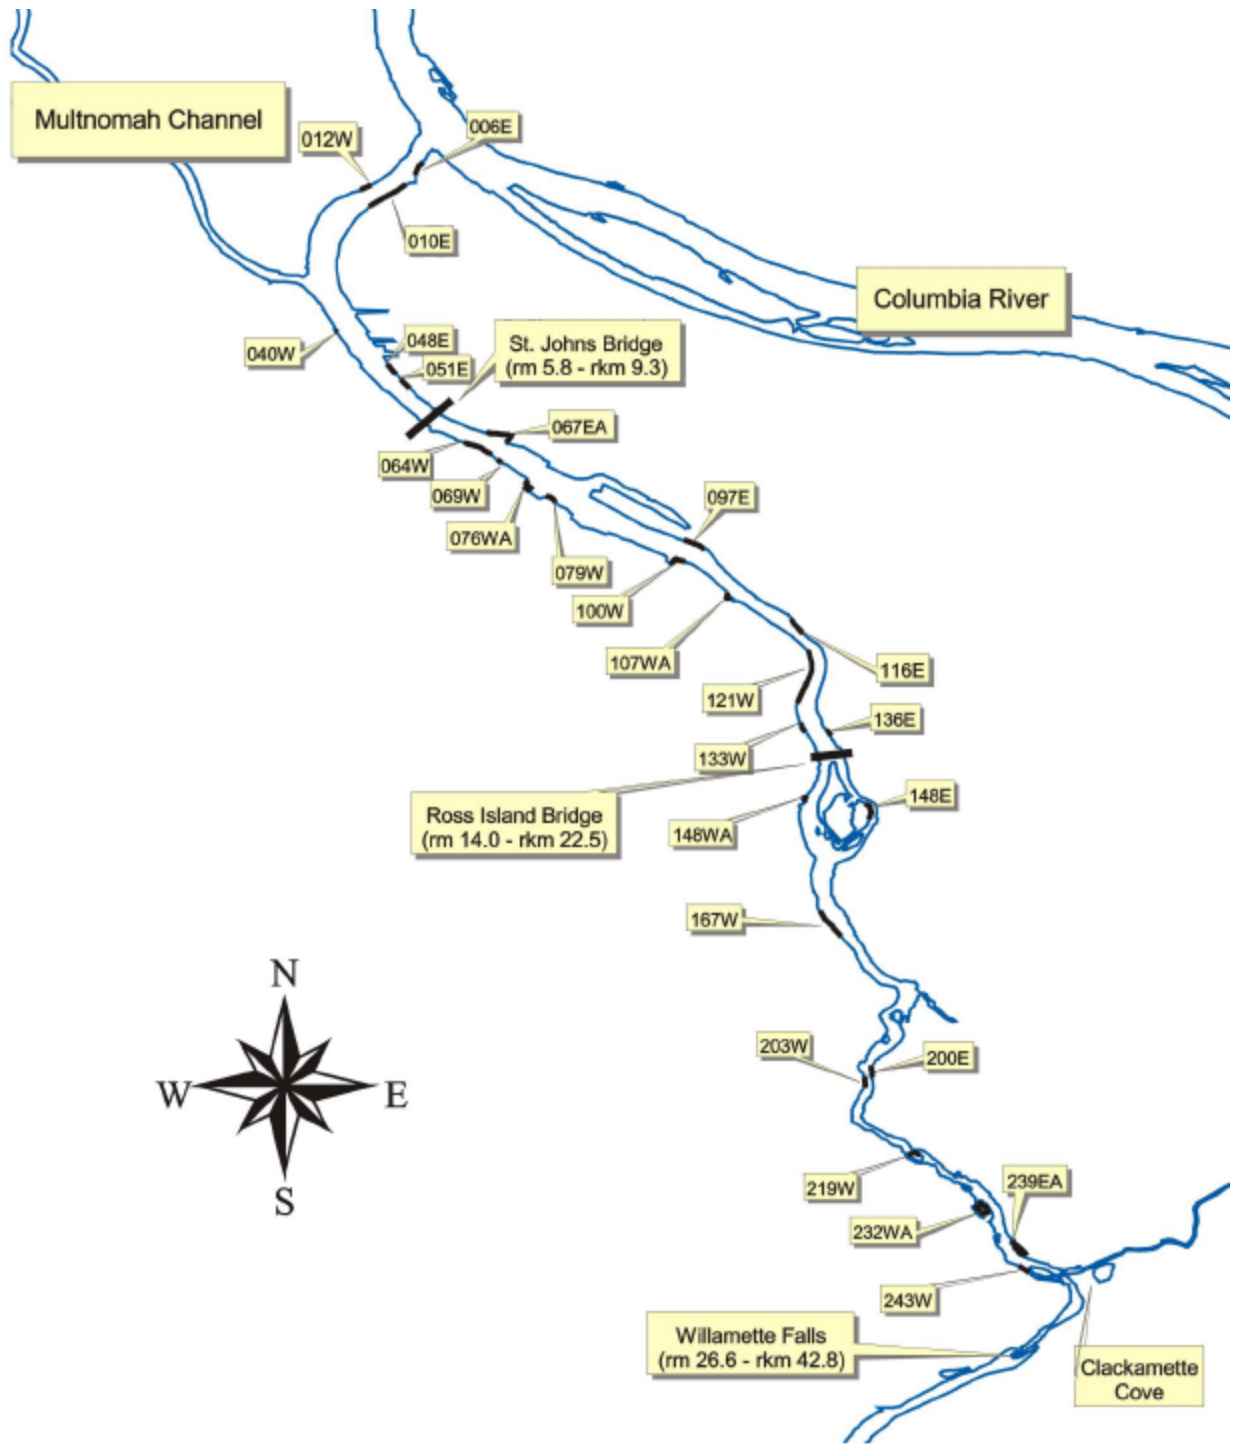 006E
Multnomah Channel
012W
010E
Columbia River
048E
040W
St. Johns Bridge
(rm 5.8 - rkm 9.3)
051E
067EA
064W
069W
097E
076WA
079W
100W
107WA
116E
121W
136E
133W
148E
Ross Island Bridge
(rm 14.0 - rkm 22.5)
148WA
167W
N
W
E
S
203W
200E
239EA
219W
232WA
243W
Willamette Falls
(rm 26.6 - rkm 42.8)
Clackamette
Cove